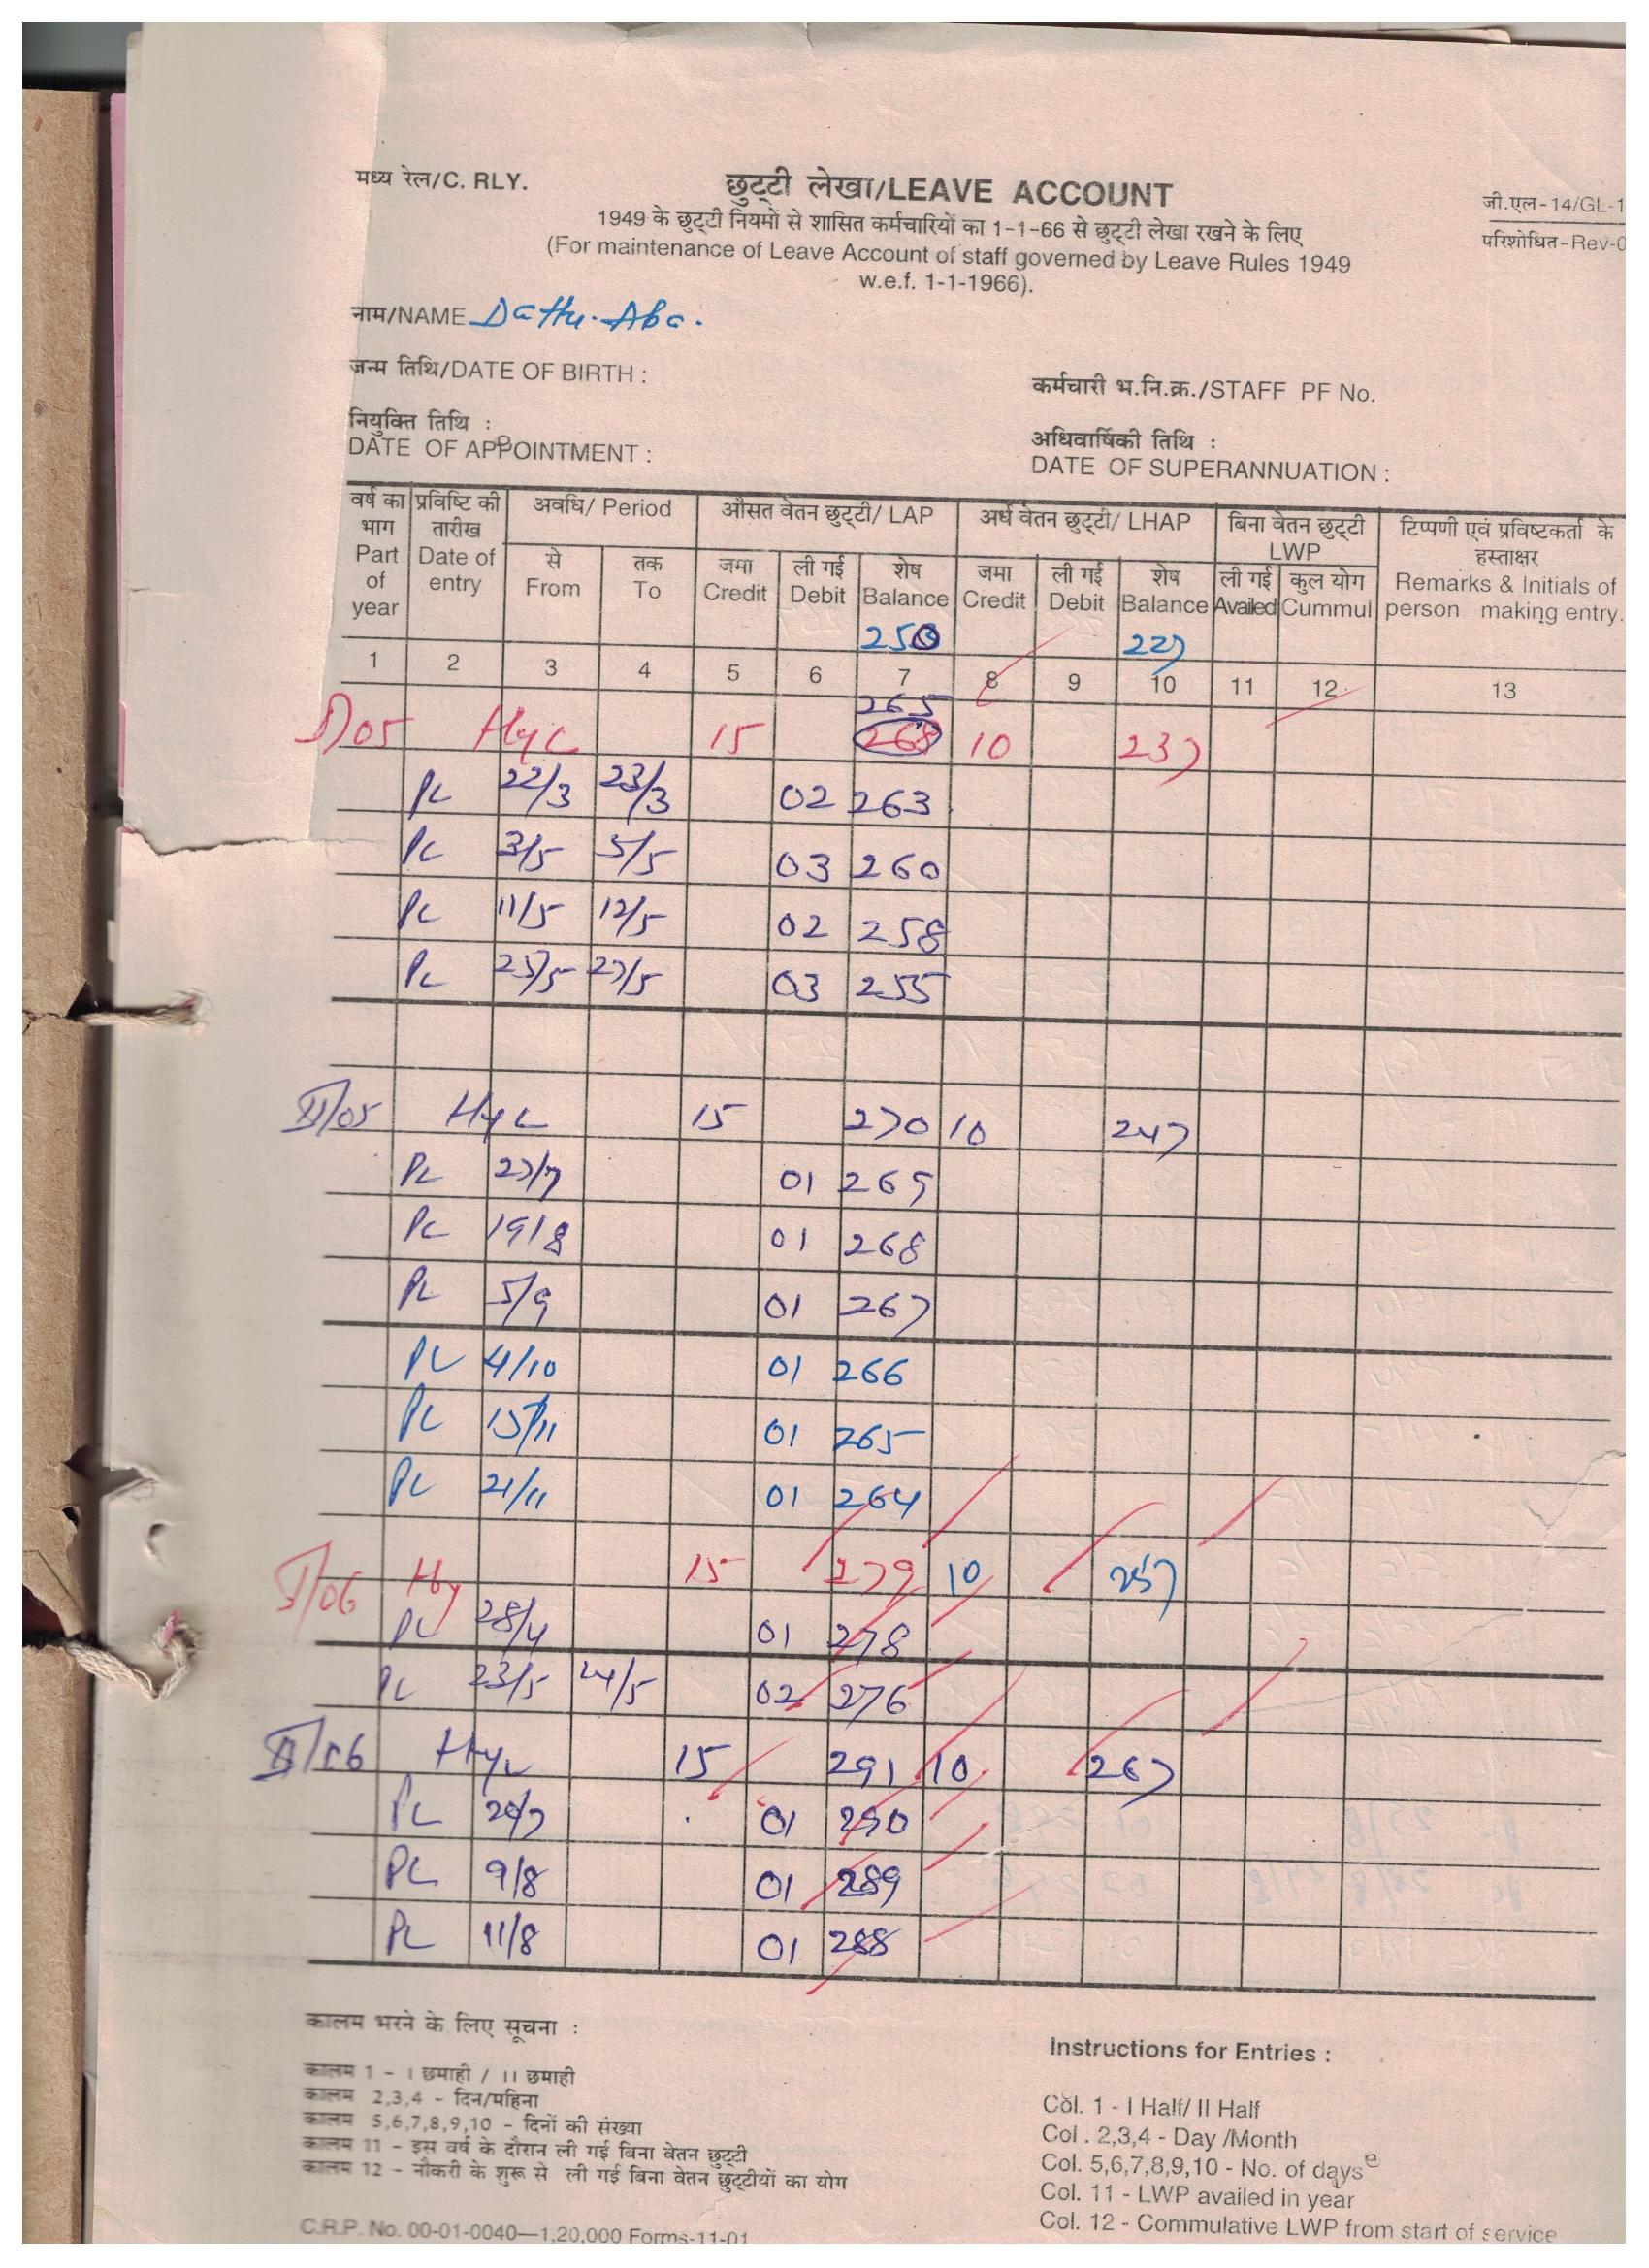 मध्य रेल/C. RLY.
छुट्टी लेखा/LEAVE ACCOUNT
जी.एल-14/GL-1
1949 के छुट्टी नियमों से शासित कर्मचारियों का 1-1-66 से छुट्टी लेखा रखने के लिए
परिशोधित-Rev-0
(For maintenance of Leave Account of staff governed by Leave Rules 1949
w.e.f. 1-1-1966).
नाम/NAME Dattu. Aba.
जन्म तिथि/DATE OF BIRTH :
कर्मचारी भ.नि.क्र./STAFF PF No.
नियुक्ति तिथि :
DATE OF APPOINTMENT :
अधिवार्षिकी तिथि :
DATE OF SUPERANNUATION :
वर्ष का भाग Part of year
प्रविष्टि की तारीख Date of entry
अवधि/ Period
औसत वेतन छुट्टी/ LAP
अर्ध वेतन छुट्टी/ LHAP
बिना वेतन छुट्टी LWP
टिप्पणी एवं प्रविष्टकर्ता के हस्ताक्षर Remarks & Initials of person making entry.
से From तक To जमा Credit ली गई Debit शेष Balance जमा Credit ली गई Debit शेष Balance ली गई Availed कुल योग Cummul
250 227
1 2 3 4 5 6 7 8 9 10 11 12 13
265
I/05 HyL 15 268 10 237
PL 22/3 23/3 02 263
PL 3/5 5/5 03 260
PL 11/5 12/5 02 258
PL 25/5 27/5 03 255
II/05 HyL 15 270 10 247
PL 27/7 01 269
PL 19/8 01 268
PL 5/9 01 267
PL 4/10 01 266
PL 15/11 01 265
PL 21/11 01 264
I/06 Hy 15 279 10 257
PL 28/4 01 278
PL 23/5 24/5 02 276
II/06 HyL 15 291 10 267
PL 20/7 01 290
PL 9/8 01 289
PL 11/8 01 288
कालम भरने के लिए सूचना :
कालम 1 - I छमाही / II छमाही
कालम 2,3,4 - दिन/महिना
कालम 5,6,7,8,9,10 - दिनों की संख्या
कालम 11 - इस वर्ष के दौरान ली गई बिना वेतन छुट्टी
कालम 12 - नौकरी के शुरू से ली गई बिना वेतन छुट्टीयों का योग
C.R.P. No. 00-01-0040—1,20,000 Forms-11-01
Instructions for Entries :
Col. 1 - I Half/ II Half
Col . 2,3,4 - Day /Month
Col. 5,6,7,8,9,10 - No. of days
Col. 11 - LWP availed in year
Col. 12 - Commulative LWP from start of service